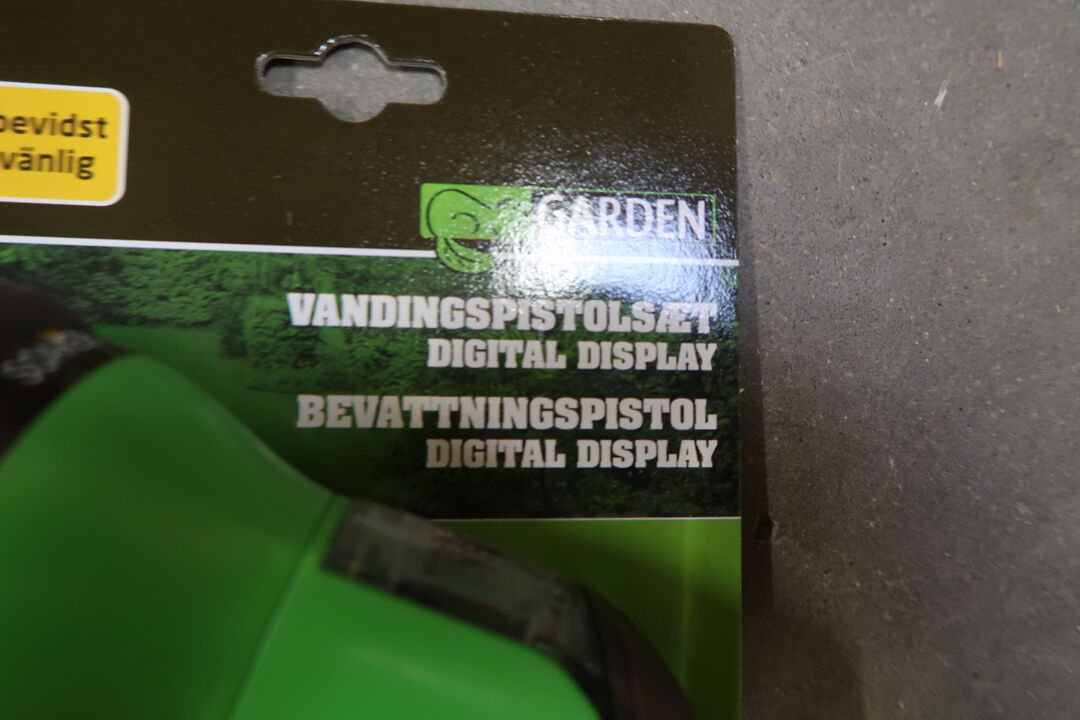 bevidst
vänlig
GARDEN
VANDINGSPISTOLSÆT
DIGITAL DISPLAY
BEVATTNINGSPISTOL
DIGITAL DISPLAY